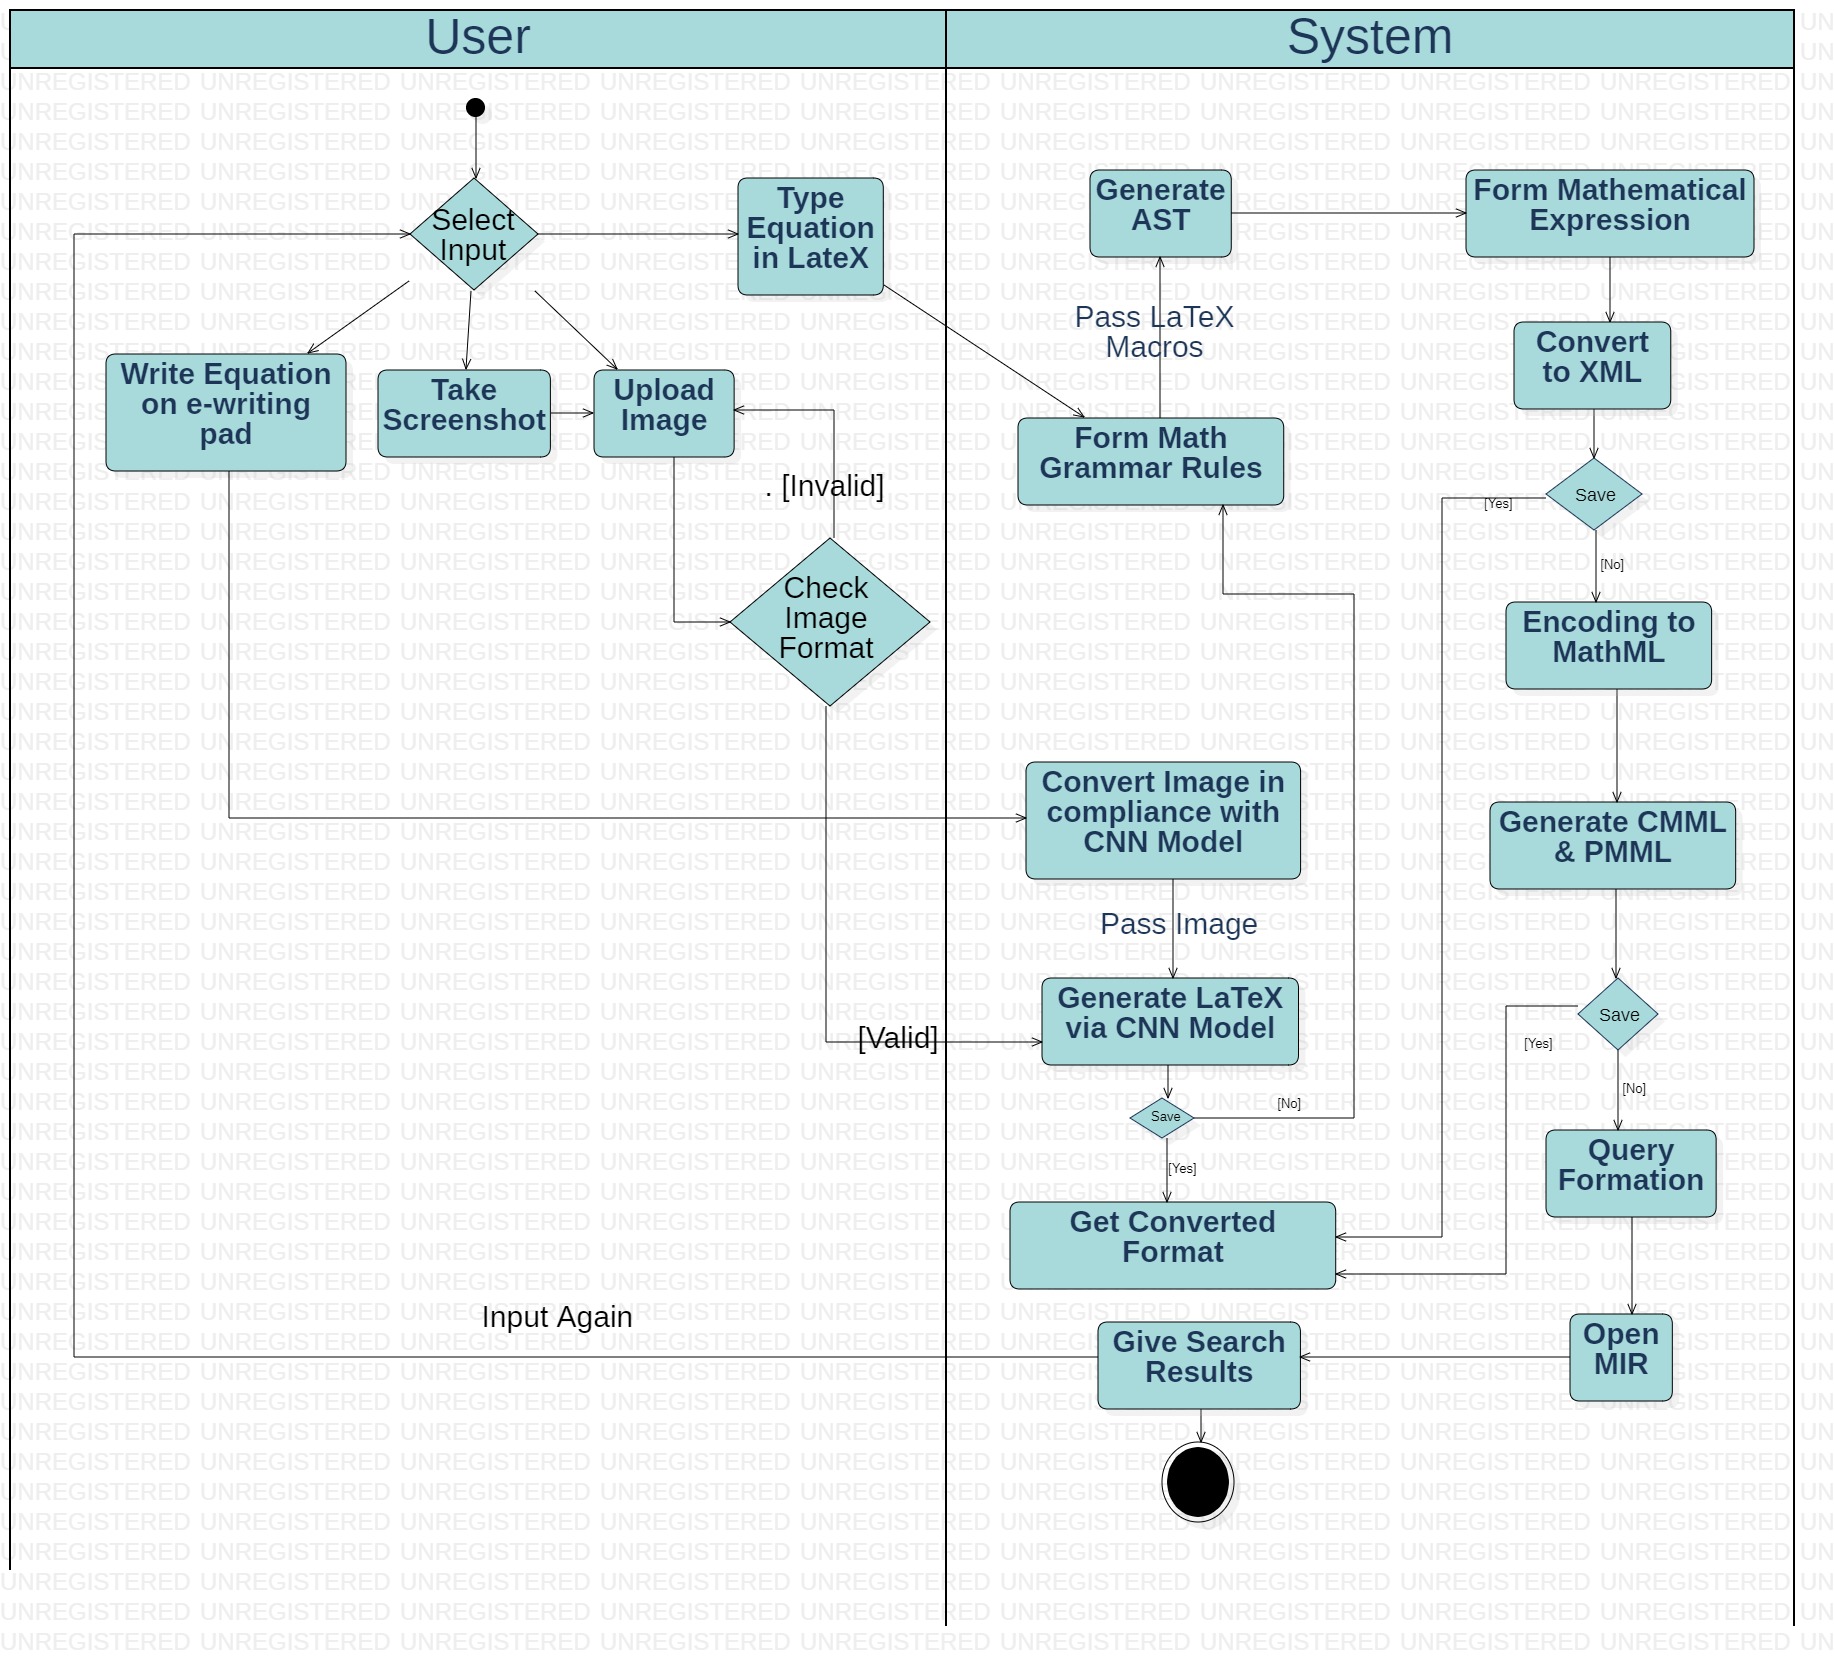 User
System
Select
Input
Type
Equation
in LateX
Generate
AST
Form Mathematical
Expression
Pass LaTeX
Macros
Convert
to XML
Write Equation
on e-writing
pad
Take
Screenshot
Upload
Image
Form Math
Grammar Rules
. [Invalid]
Save
[Yes]
[No]
Check
Image
Format
Encoding to
MathML
Convert Image in
compliance with
CNN Model
Generate CMML
& PMML
Pass Image
Generate LaTeX
via CNN Model
[Valid]
Save
[Yes]
[No]
Save
[No]
[Yes]
Query
Formation
Get Converted
Format
Input Again
Give Search
Results
Open
MIR
UNREGISTERED